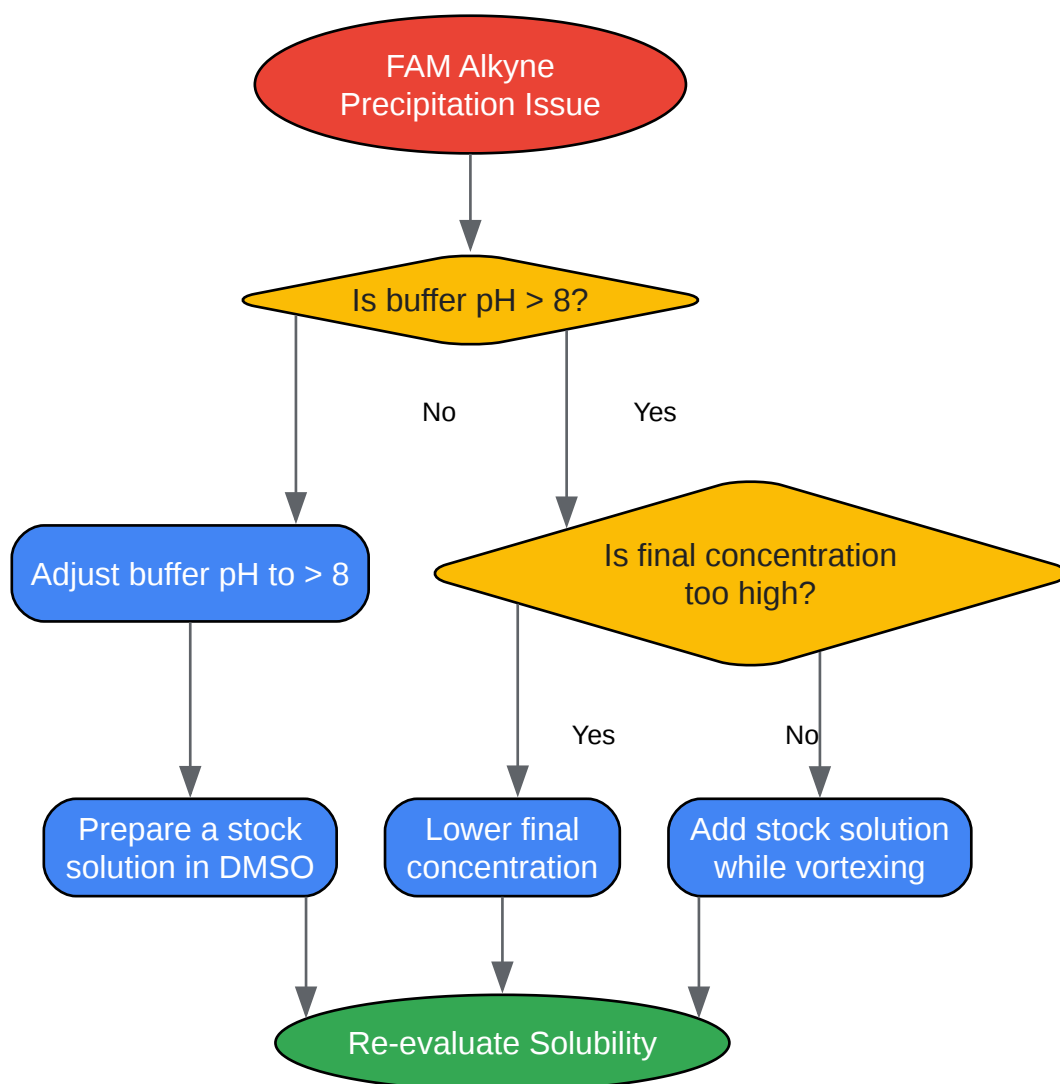 FAM Alkyne
Precipitation Issue
Is buffer pH > 8?
No
Yes
Adjust buffer pH to > 8
Is final concentration
too high?
Yes
No
Prepare a stock
solution in DMSO
Lower final
concentration
Add stock solution
while vortexing
Re-evaluate Solubility